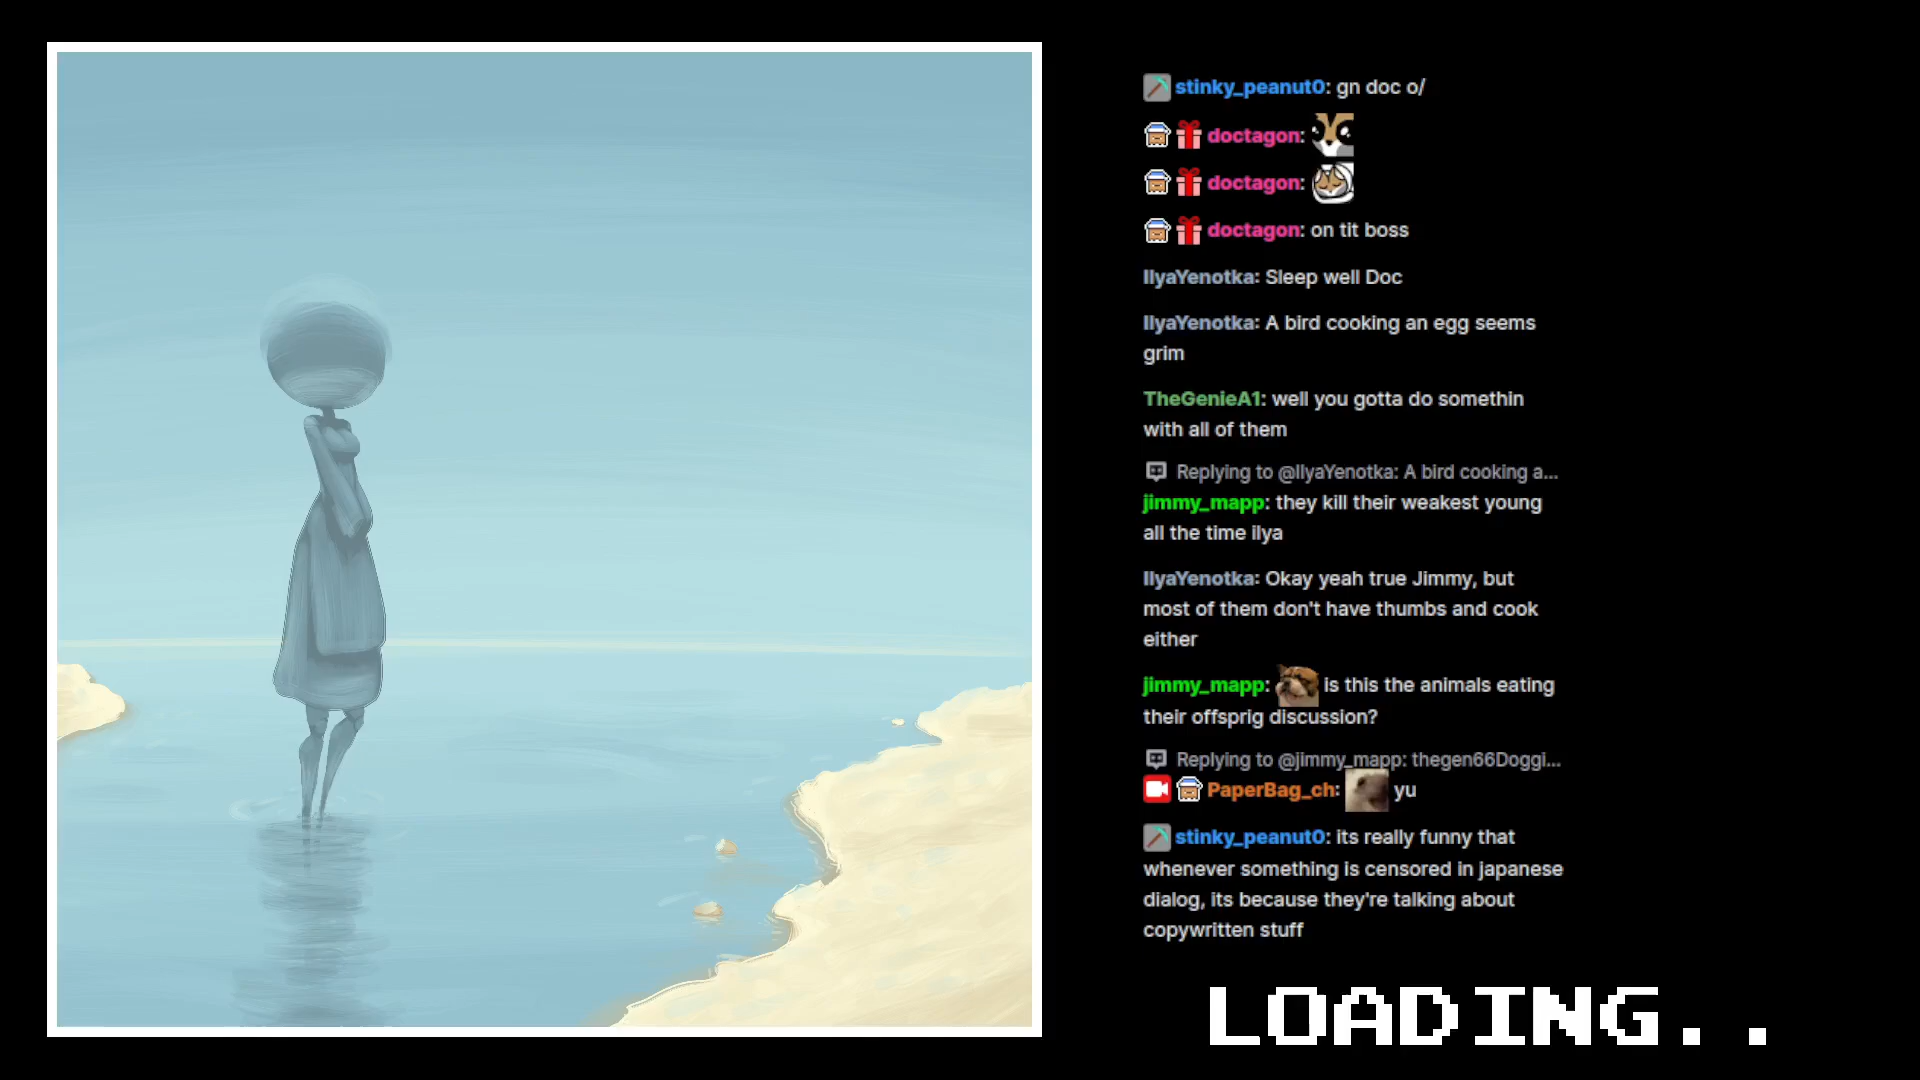 stinky_peanut0: gn doc o/
doctagon:
doctagon:
doctagon: on tit boss
IlyaYenotka: Sleep well Doc
IlyaYenotka: A bird cooking an egg seems
grim
TheGenieA1: well you gotta do somethin
with all of them
Replying to @IlyaYenotka: A bird cooking a...
jimmy_mapp: they kill their weakest young
all the time ilya
IlyaYenotka: Okay yeah true Jimmy, but
most of them don't have thumbs and cook
either
jimmy_mapp: is this the animals eating
their offsprig discussion?
Replying to @jimmy_mapp: thegen66Doggi...
PaperBag_ch: yu
stinky_peanut0: its really funny that
whenever something is censored in japanese
dialog, its because they're talking about
copywritten stuff
LOADING..